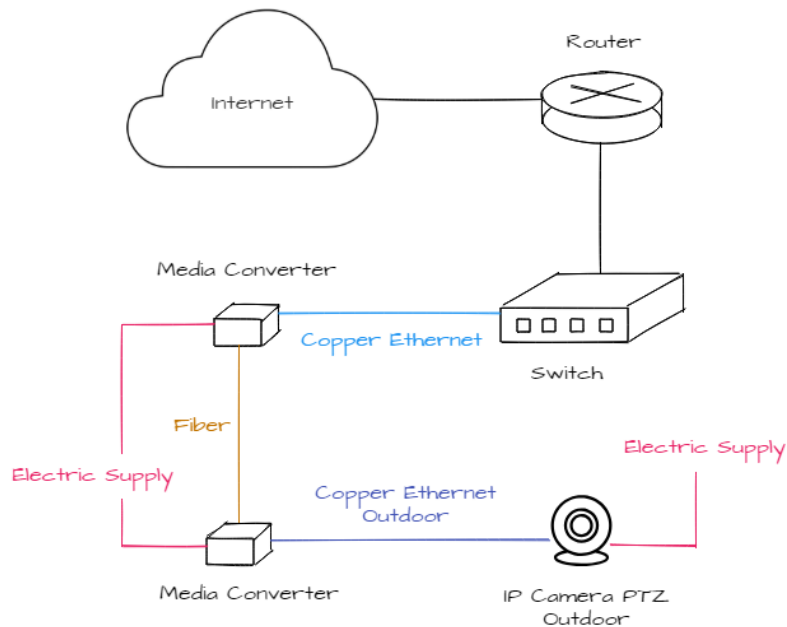 Router
Internet
Media Converter
Copper Ethernet
Switch
Fiber
Electric Supply
Electric Supply
Copper Ethernet
Outdoor
Media Converter
IP Camera PTZ
Outdoor